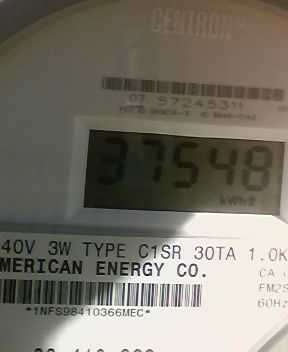 CENTRON®
07 57245311
37548
kWh
40V 3W TYPE C1SR 30TA 1.0K
MERICAN ENERGY CO.
CA
FM2S
60Hz
*1NFS98410366MEC*